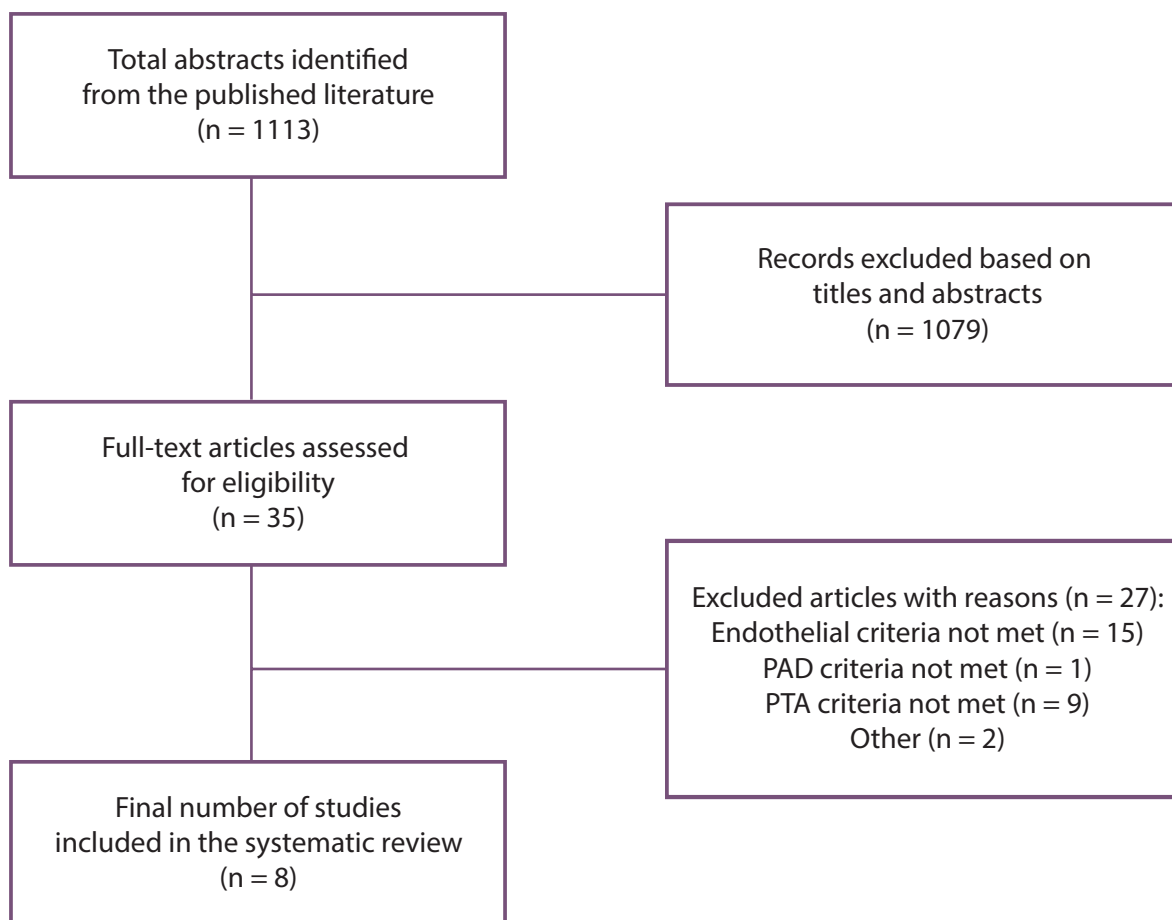 Total abstracts identified
from the published literature
(n = 1113)
Records excluded based on
titles and abstracts
(n = 1079)
Full-text articles assessed
for eligibility
(n = 35)
Excluded articles with reasons (n = 27):
Endothelial criteria not met (n = 15)
PAD criteria not met (n = 1)
PTA criteria not met (n = 9)
Other (n = 2)
Final number of studies
included in the systematic review
(n = 8)